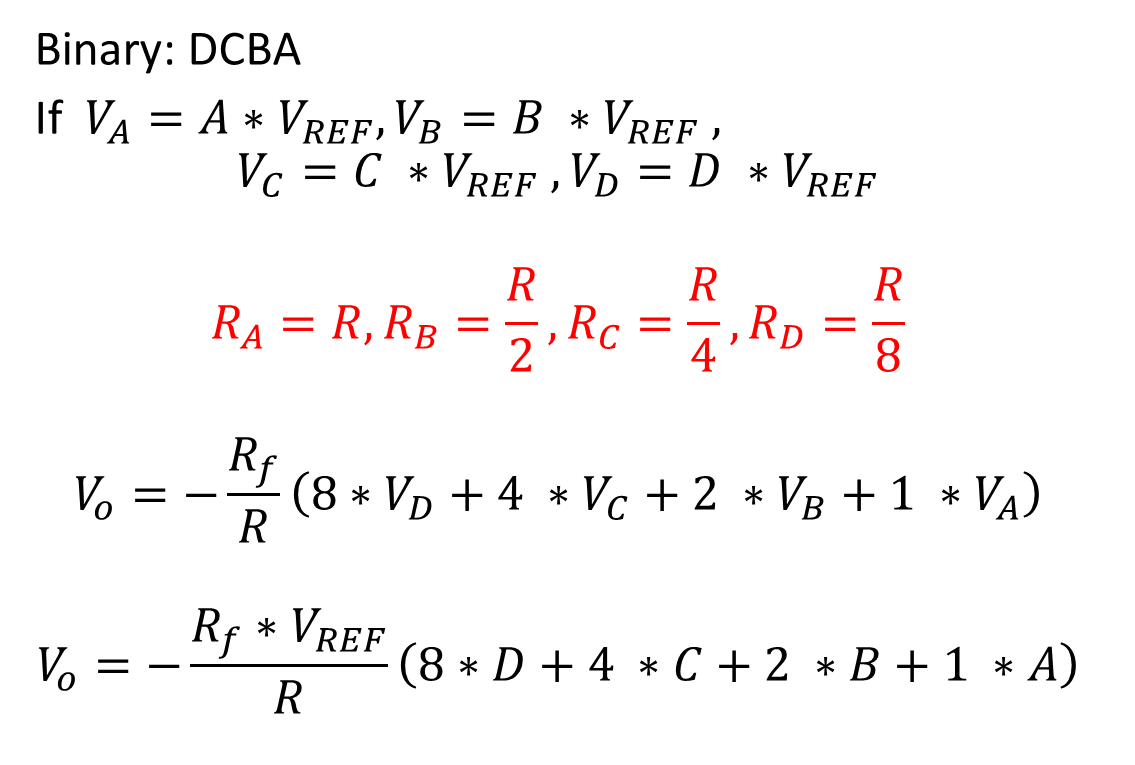 Binary: DCBA
If V_A = A * V_REF, V_B = B * V_REF ,
V_C = C * V_REF , V_D = D * V_REF
R_A = R, R_B = R/2, R_C = R/4, R_D = R/8
V_o = −R_f/R (8 * V_D + 4 * V_C + 2 * V_B + 1 * V_A)
V_o = −(R_f * V_REF)/R (8 * D + 4 * C + 2 * B + 1 * A)